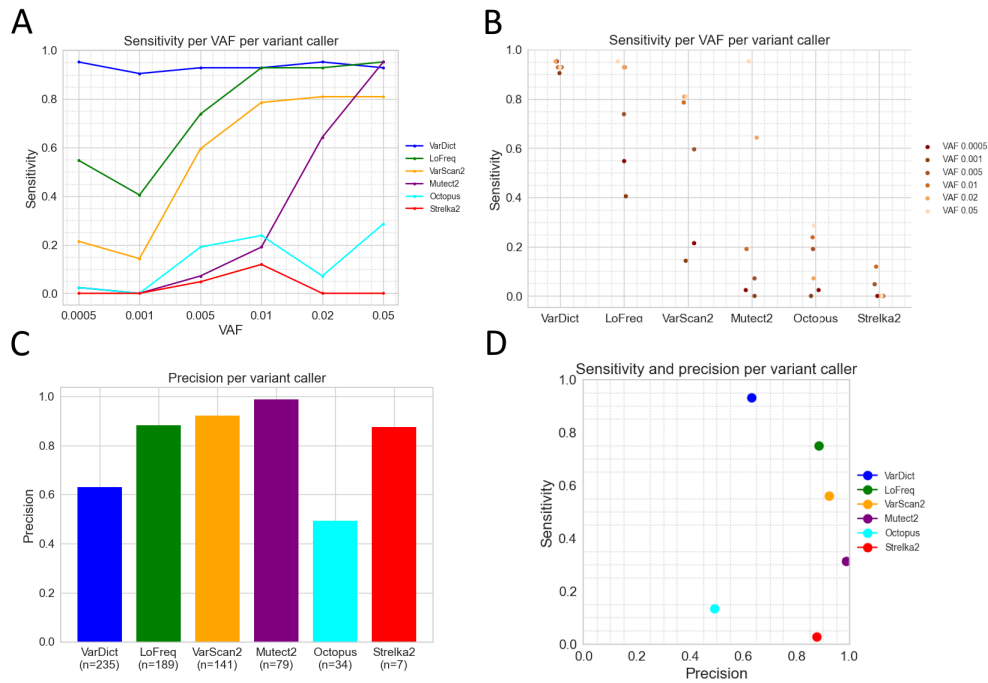 A
Sensitivity per VAF per variant caller
1.0
0.8
0.6
0.4
0.2
0.0
Sensitivity
0.0005
0.001
0.005
0.01
0.02
0.05
VAF
VarDict
LoFreq
VarScan2
Mutect2
Octopus
Strelka2
B
Sensitivity per VAF per variant caller
1.0
0.8
0.6
0.4
0.2
0.0
Sensitivity
VarDict
LoFreq
VarScan2
Mutect2
Octopus
Strelka2
VAF 0.0005
VAF 0.001
VAF 0.005
VAF 0.01
VAF 0.02
VAF 0.05
C
Precision per variant caller
1.0
0.8
0.6
0.4
0.2
0.0
Precision
VarDict
(n=235)
LoFreq
(n=189)
VarScan2
(n=141)
Mutect2
(n=79)
Octopus
(n=34)
Strelka2
(n=7)
D
Sensitivity and precision per variant caller
1.0
0.8
0.6
0.4
0.2
0.0
Sensitivity
0.0
0.2
0.4
0.6
0.8
1.0
Precision
VarDict
LoFreq
VarScan2
Mutect2
Octopus
Strelka2